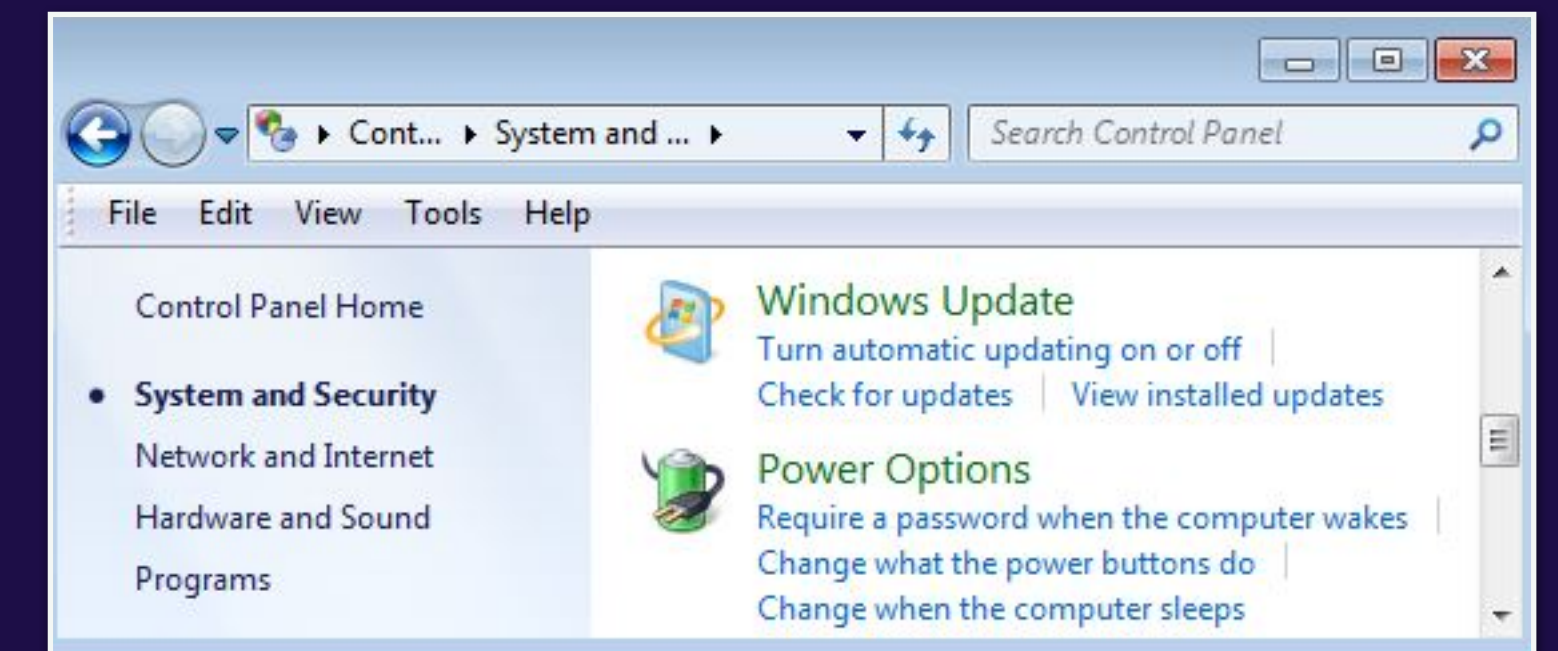 Cont... System and ... Search Control Panel
File Edit View Tools Help
Control Panel Home
System and Security
Network and Internet
Hardware and Sound
Programs
Windows Update
Turn automatic updating on or off
Check for updates View installed updates
Power Options
Require a password when the computer wakes
Change what the power buttons do
Change when the computer sleeps